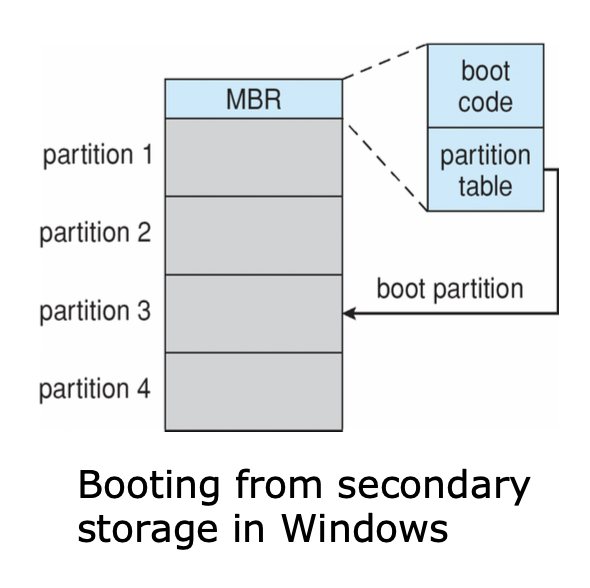 boot
code
MBR
partition 1
partition
table
partition 2
boot partition
partition 3
partition 4
Booting from secondary
storage in Windows